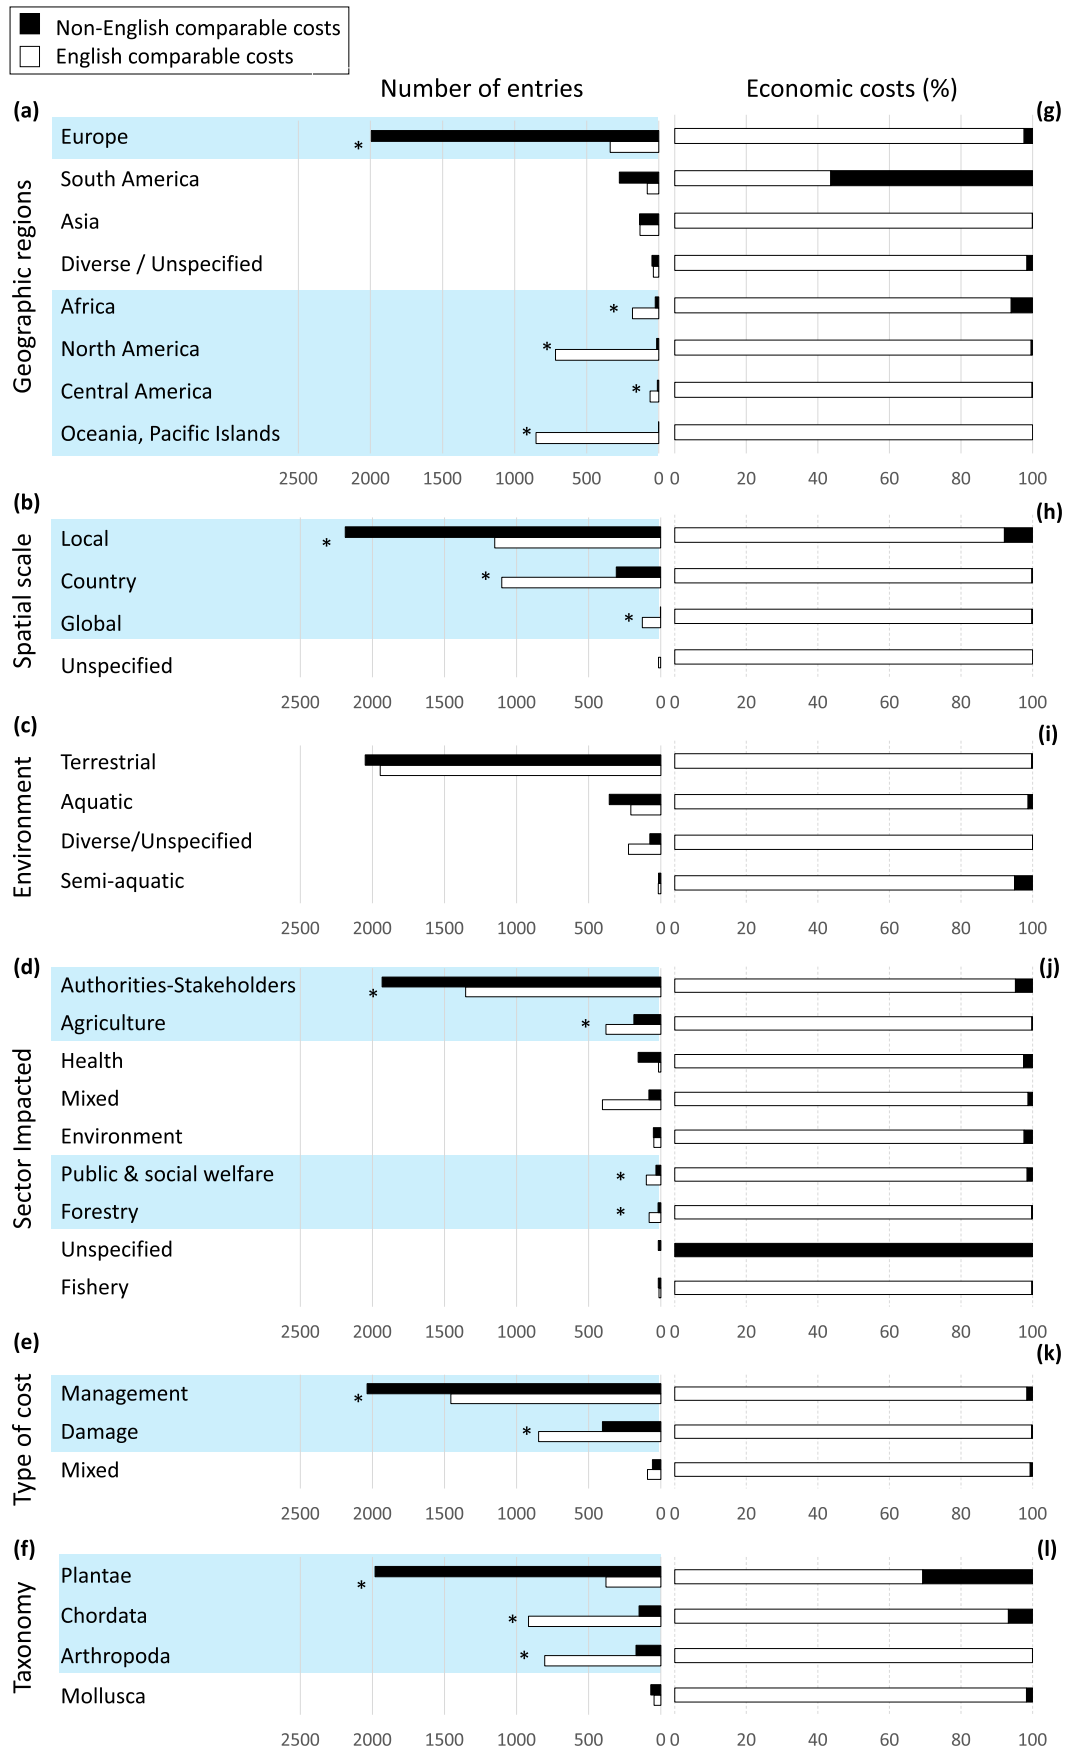 Non-English comparable costs
English comparable costs
Number of entries
Economic costs (%)
(a)
(g)
Geographic regions
Europe
*
South America
Asia
Diverse / Unspecified
Africa
*
North America
*
Central America
*
Oceania, Pacific Islands
*
2500 2000 1500 1000 500 0 0 20 40 60 80 100
(b)
(h)
Spatial scale
Local
*
Country
*
Global
*
Unspecified
2500 2000 1500 1000 500 0 0 20 40 60 80 100
(c)
(i)
Environment
Terrestrial
Aquatic
Diverse/Unspecified
Semi-aquatic
2500 2000 1500 1000 500 0 0 20 40 60 80 100
(d)
(j)
Sector Impacted
Authorities-Stakeholders
*
Agriculture
*
Health
Mixed
Environment
Public & social welfare
*
Forestry
*
Unspecified
Fishery
2500 2000 1500 1000 500 0 0 20 40 60 80 100
(e)
(k)
Type of cost
Management
*
Damage
*
Mixed
2500 2000 1500 1000 500 0 0 20 40 60 80 100
(f)
(l)
Taxonomy
Plantae
*
Chordata
*
Arthropoda
*
Mollusca
2500 2000 1500 1000 500 0 0 20 40 60 80 100